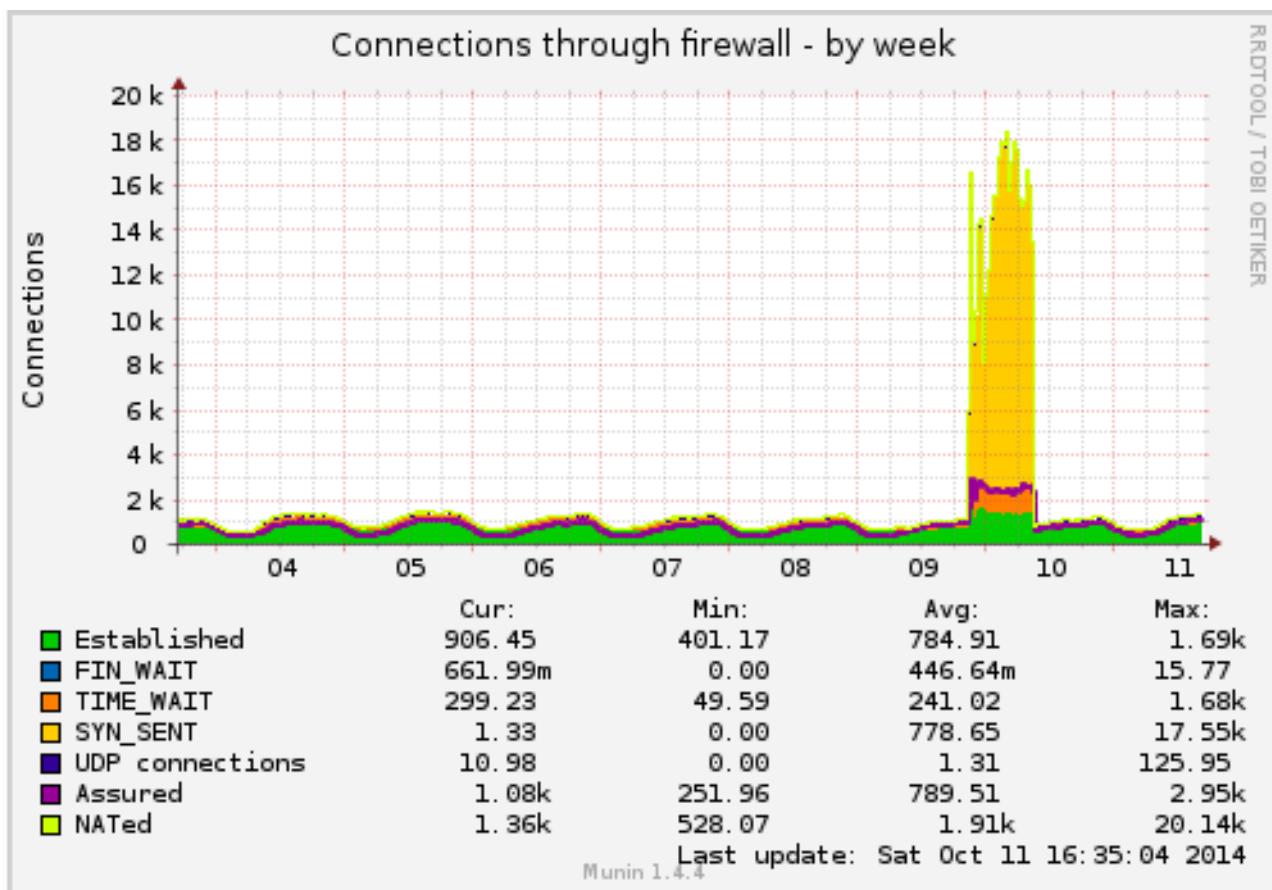 Connections through firewall - by week
RRDTOOL / TOBI OETIKER
Connections
20 k
18 k
16 k
14 k
12 k
10 k
8 k
6 k
4 k
2 k
0
04 05 06 07 08 09 10 11
Cur: Min: Avg: Max:
Established 906.45 401.17 784.91 1.69k
FIN_WAIT 661.99m 0.00 446.64m 15.77
TIME_WAIT 299.23 49.59 241.02 1.68k
SYN_SENT 1.33 0.00 778.65 17.55k
UDP connections 10.98 0.00 1.31 125.95
Assured 1.08k 251.96 789.51 2.95k
NATed 1.36k 528.07 1.91k 20.14k
Last update: Sat Oct 11 16:35:04 2014
Munin 1.4.4